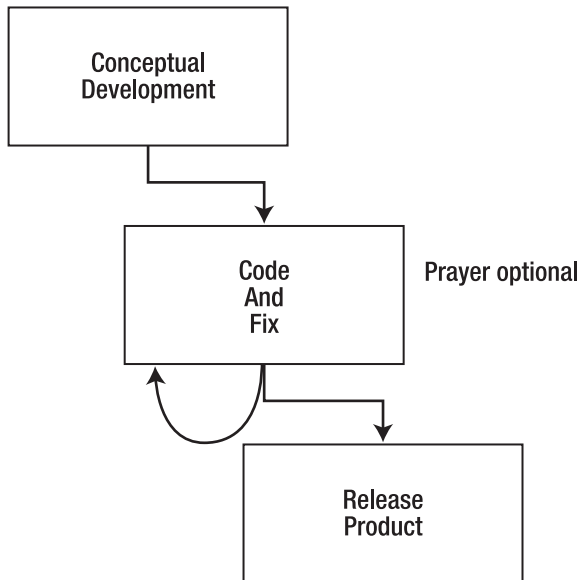 Conceptual
Development
Code
And
Fix
Prayer optional
Release
Product